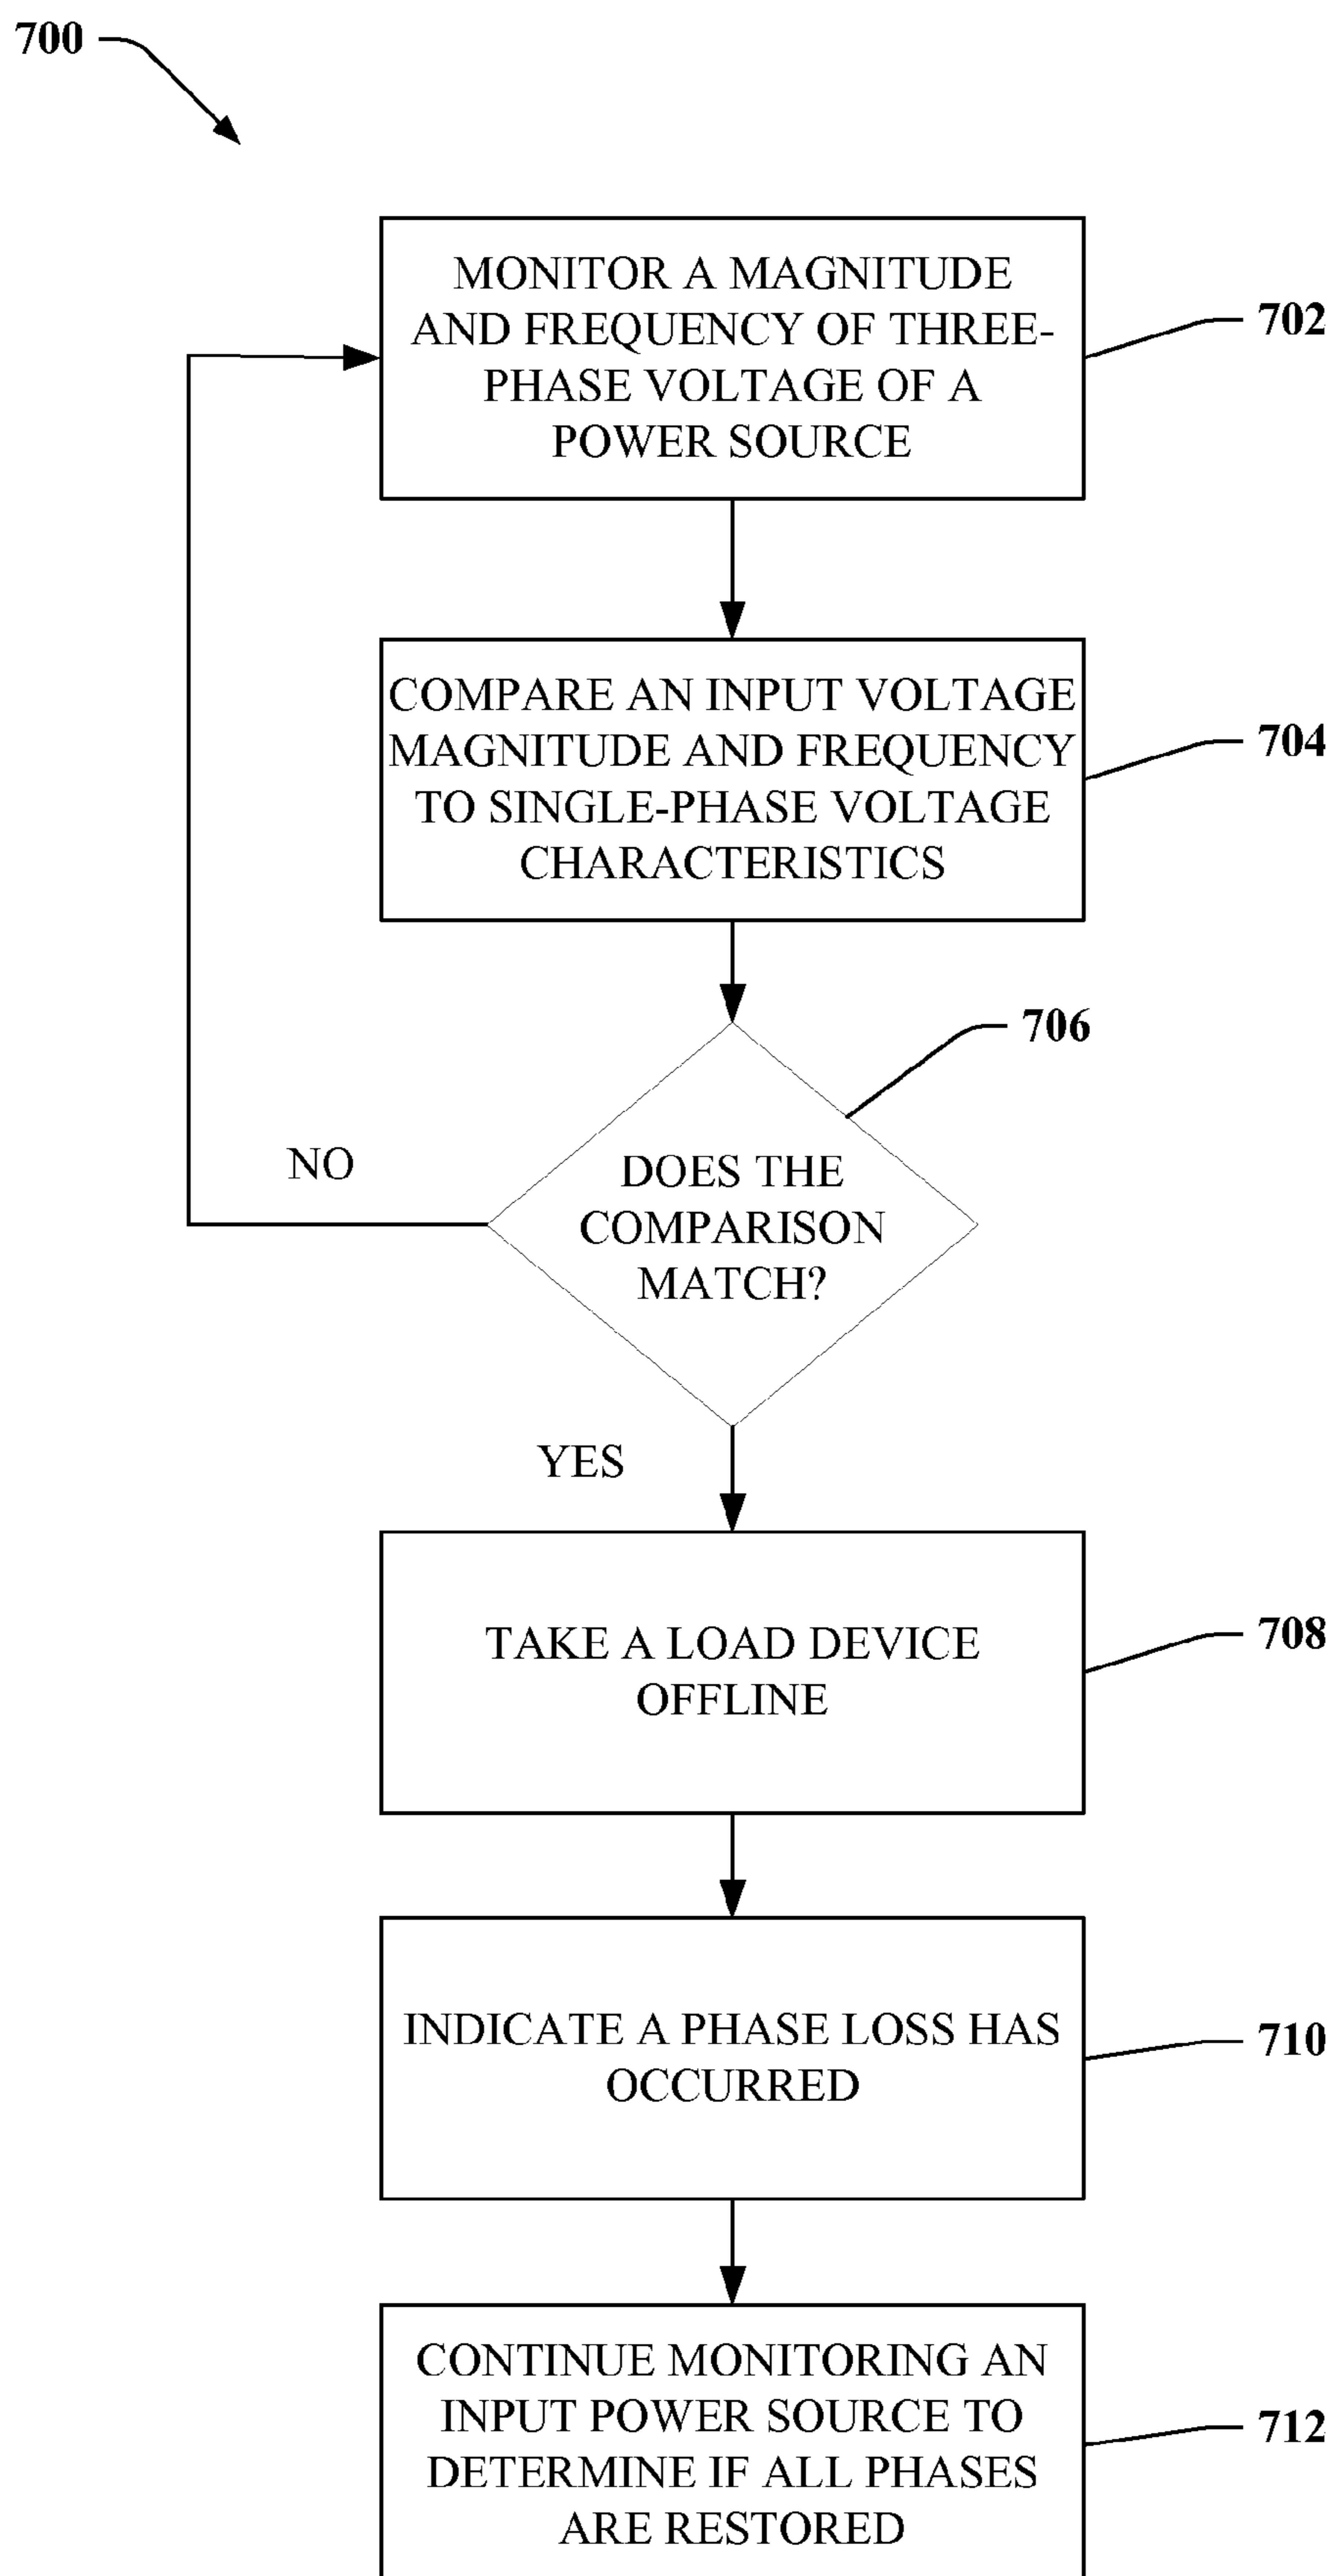 700
MONITOR A MAGNITUDE
AND FREQUENCY OF THREE-
PHASE VOLTAGE OF A
POWER SOURCE
702
COMPARE AN INPUT VOLTAGE
MAGNITUDE AND FREQUENCY
TO SINGLE-PHASE VOLTAGE
CHARACTERISTICS
704
706
NO
DOES THE
COMPARISON
MATCH?
YES
TAKE A LOAD DEVICE
OFFLINE
708
INDICATE A PHASE LOSS HAS
OCCURRED
710
CONTINUE MONITORING AN
INPUT POWER SOURCE TO
DETERMINE IF ALL PHASES
ARE RESTORED
712